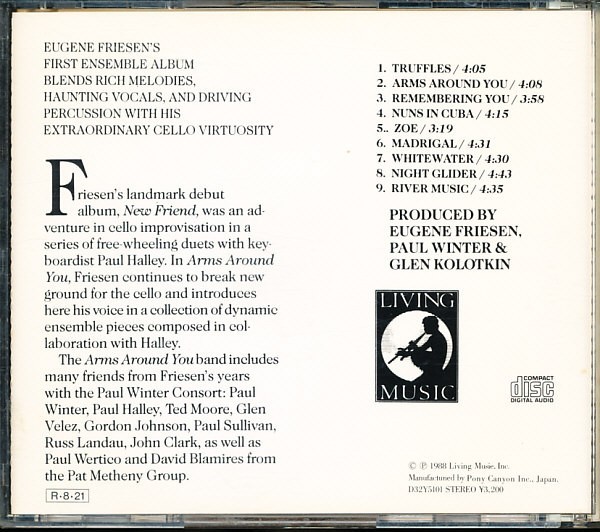 EUGENE FRIESEN'S
FIRST ENSEMBLE ALBUM
BLENDS RICH MELODIES,
HAUNTING VOCALS, AND DRIVING
PERCUSSION WITH HIS
EXTRAORDINARY CELLO VIRTUOSITY
Friesen's landmark debut
album, New Friend, was an ad-
venture in cello improvisation in a
series of free-wheeling duets with key-
boardist Paul Halley. In Arms Around
You, Friesen continues to break new
ground for the cello and introduces
here his voice in a collection of dynamic
ensemble pieces composed in col-
laboration with Halley.
The Arms Around You band includes
many friends from Friesen's years
with the Paul Winter Consort: Paul
Winter, Paul Halley, Ted Moore, Glen
Velez, Gordon Johnson, Paul Sullivan,
Russ Landau, John Clark, as well as
Paul Wertico and David Blamires from
the Pat Metheny Group.
R·8·21
1. TRUFFLES / 4:05
2. ARMS AROUND YOU / 4:08
3. REMEMBERING YOU / 3:58
4. NUNS IN CUBA / 4:15
5.. ZOE / 3:19
6. MADRIGAL / 4:31
7. WHITEWATER / 4:30
8. NIGHT GLIDER / 4:43
9. RIVER MUSIC / 4:35
PRODUCED BY
EUGENE FRIESEN,
PAUL WINTER &
GLEN KOLOTKIN
LIVING
MUSIC
COMPACT
disc
DIGITAL AUDIO
© ℗ 1988 Living Music, Inc.
Manufactured by Pony Canyon Inc., Japan.
D32Y5101 STEREO ¥3,200